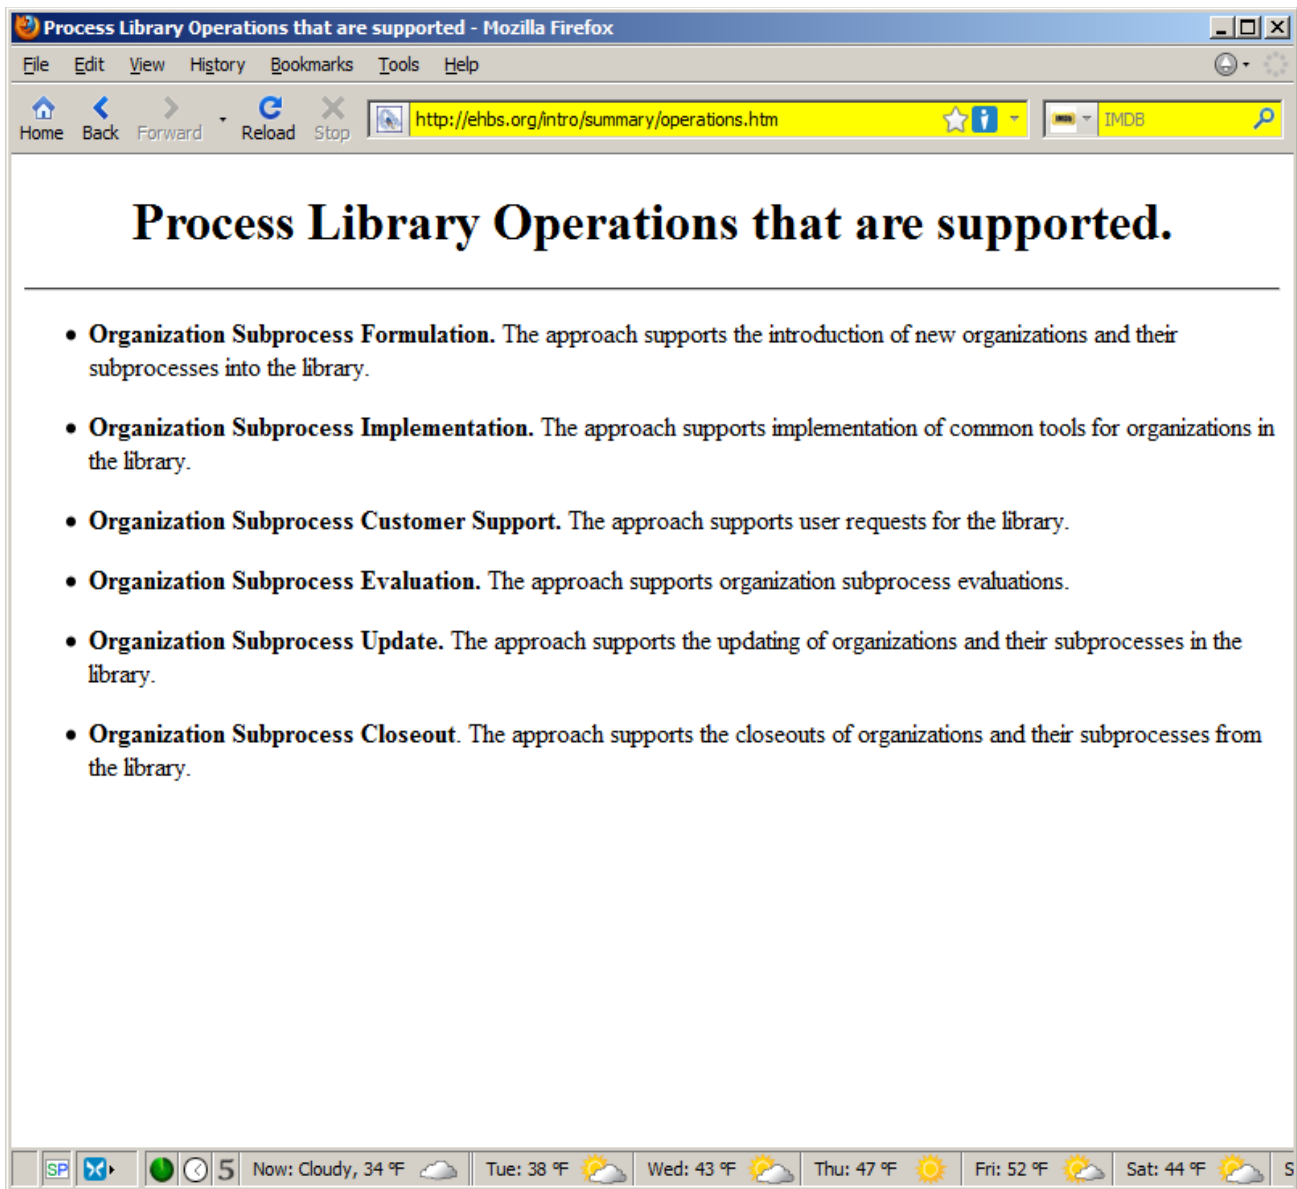 Process Library Operations that are supported - Mozilla Firefox
File Edit View History Bookmarks Tools Help
Home Back Forward Reload Stop http://ehbs.org/intro/summary/operations.htm IMDB
Process Library Operations that are supported.
• Organization Subprocess Formulation. The approach supports the introduction of new organizations and their
subprocesses into the library.
• Organization Subprocess Implementation. The approach supports implementation of common tools for organizations in
the library.
• Organization Subprocess Customer Support. The approach supports user requests for the library.
• Organization Subprocess Evaluation. The approach supports organization subprocess evaluations.
• Organization Subprocess Update. The approach supports the updating of organizations and their subprocesses in the
library.
• Organization Subprocess Closeout. The approach supports the closeouts of organizations and their subprocesses from
the library.
SP 5 Now: Cloudy, 34 °F Tue: 38 °F Wed: 43 °F Thu: 47 °F Fri: 52 °F Sat: 44 °F S